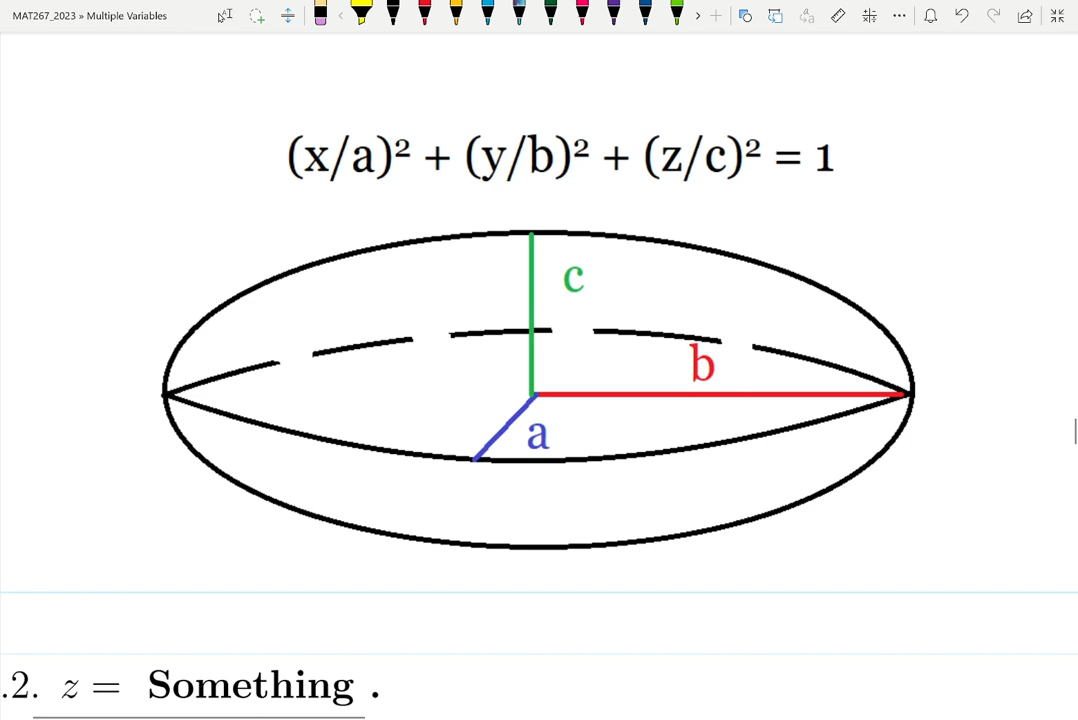 MAT267_2023 » Multiple Variables
(x/a)² + (y/b)² + (z/c)² = 1
c
b
a
.2. z = Something .